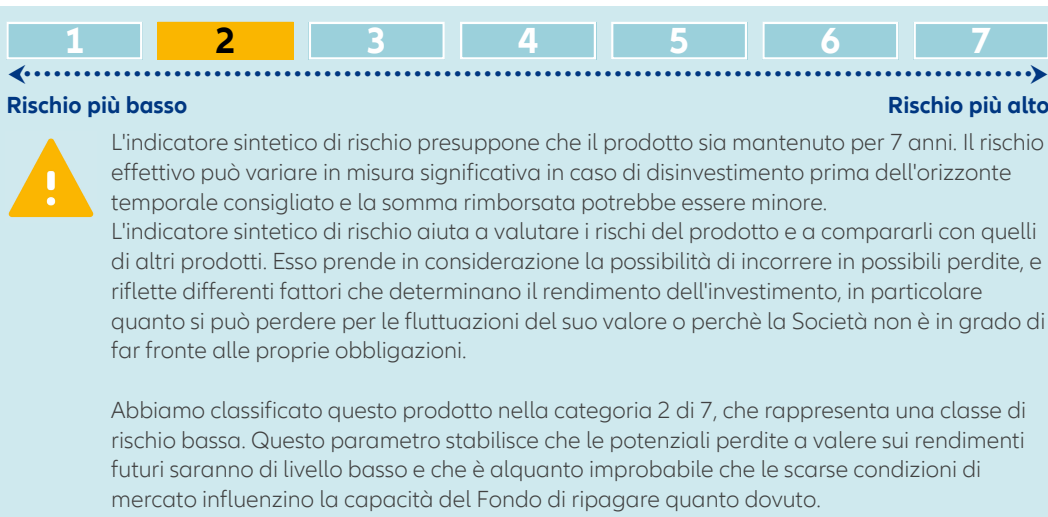 1 2 3 4 5 6 7
Rischio più basso Rischio più alto
L'indicatore sintetico di rischio presuppone che il prodotto sia mantenuto per 7 anni. Il rischio
effettivo può variare in misura significativa in caso di disinvestimento prima dell'orizzonte
temporale consigliato e la somma rimborsata potrebbe essere minore.
L'indicatore sintetico di rischio aiuta a valutare i rischi del prodotto e a compararli con quelli
di altri prodotti. Esso prende in considerazione la possibilità di incorrere in possibili perdite, e
riflette differenti fattori che determinano il rendimento dell'investimento, in particolare
quanto si può perdere per le fluttuazioni del suo valore o perchè la Società non è in grado di
far fronte alle proprie obbligazioni.
Abbiamo classificato questo prodotto nella categoria 2 di 7, che rappresenta una classe di
rischio bassa. Questo parametro stabilisce che le potenziali perdite a valere sui rendimenti
futuri saranno di livello basso e che è alquanto improbabile che le scarse condizioni di
mercato influenzino la capacità del Fondo di ripagare quanto dovuto.